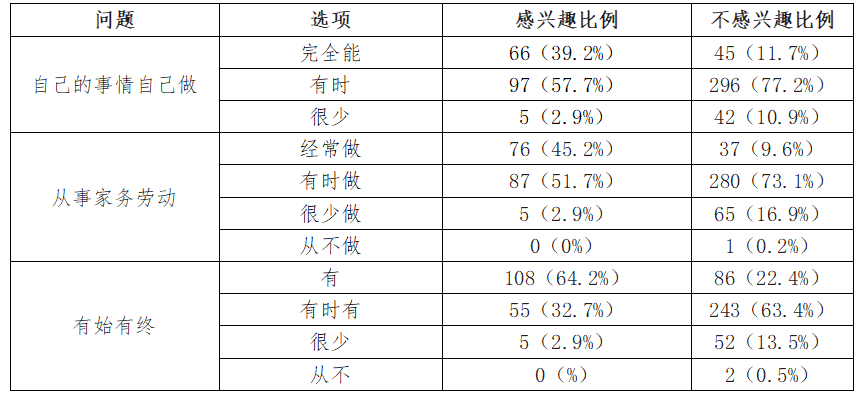 问题 选项 感兴趣比例 不感兴趣比例
自己的事情自己做 完全能 66（39.2%） 45（11.7%）
有时 97（57.7%） 296（77.2%）
很少 5（2.9%） 42（10.9%）
从事家务劳动 经常做 76（45.2%） 37（9.6%）
有时做 87（51.7%） 280（73.1%）
很少做 5（2.9%） 65（16.9%）
从不做 0（0%） 1（0.2%）
有始有终 有 108（64.2%） 86（22.4%）
有时有 55（32.7%） 243（63.4%）
很少 5（2.9%） 52（13.5%）
从不 0（%） 2（0.5%）